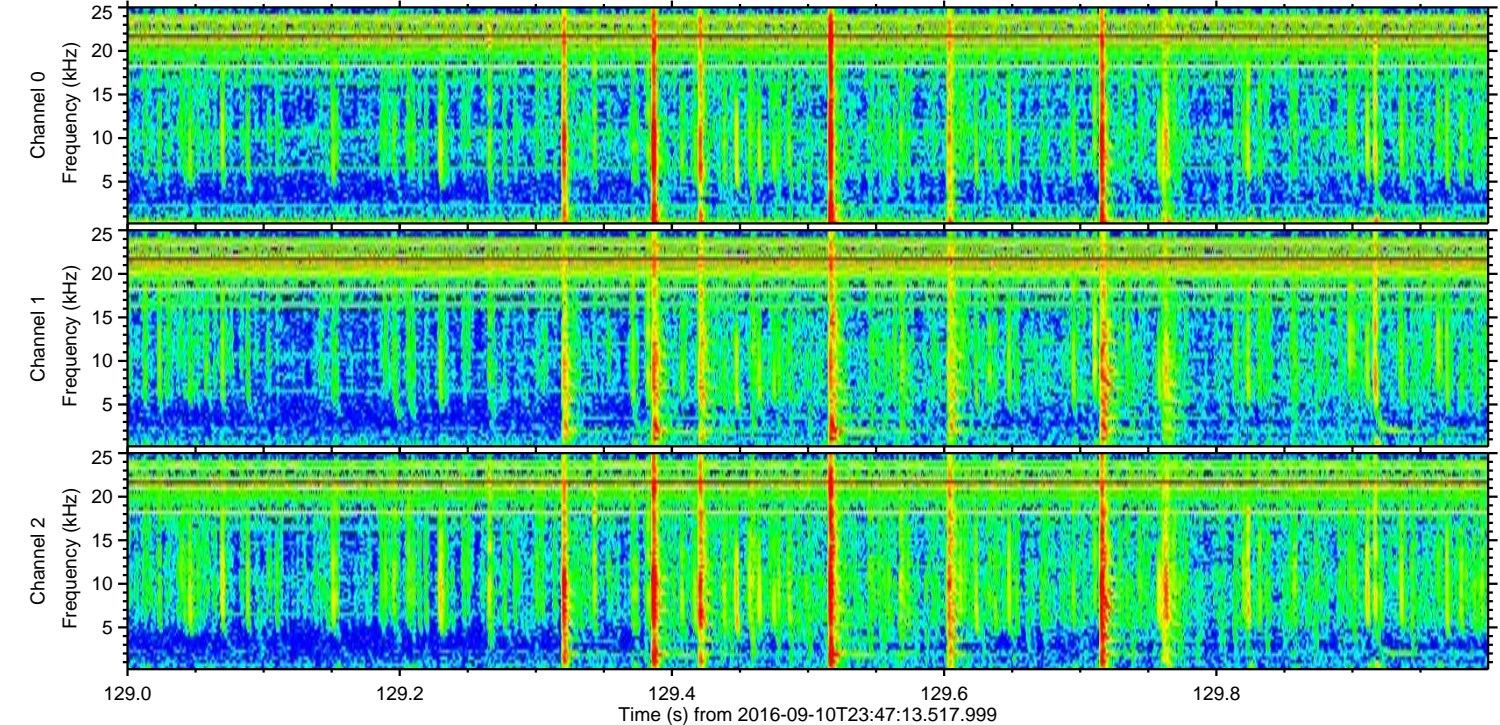 Channel 0
Frequency (kHz)
25
20
15
10
5
Channel 1
Frequency (kHz)
25
20
15
10
5
Channel 2
Frequency (kHz)
25
20
15
10
5
129.0 129.2 129.4 129.6 129.8
Time (s) from 2016-09-10T23:47:13.517.999